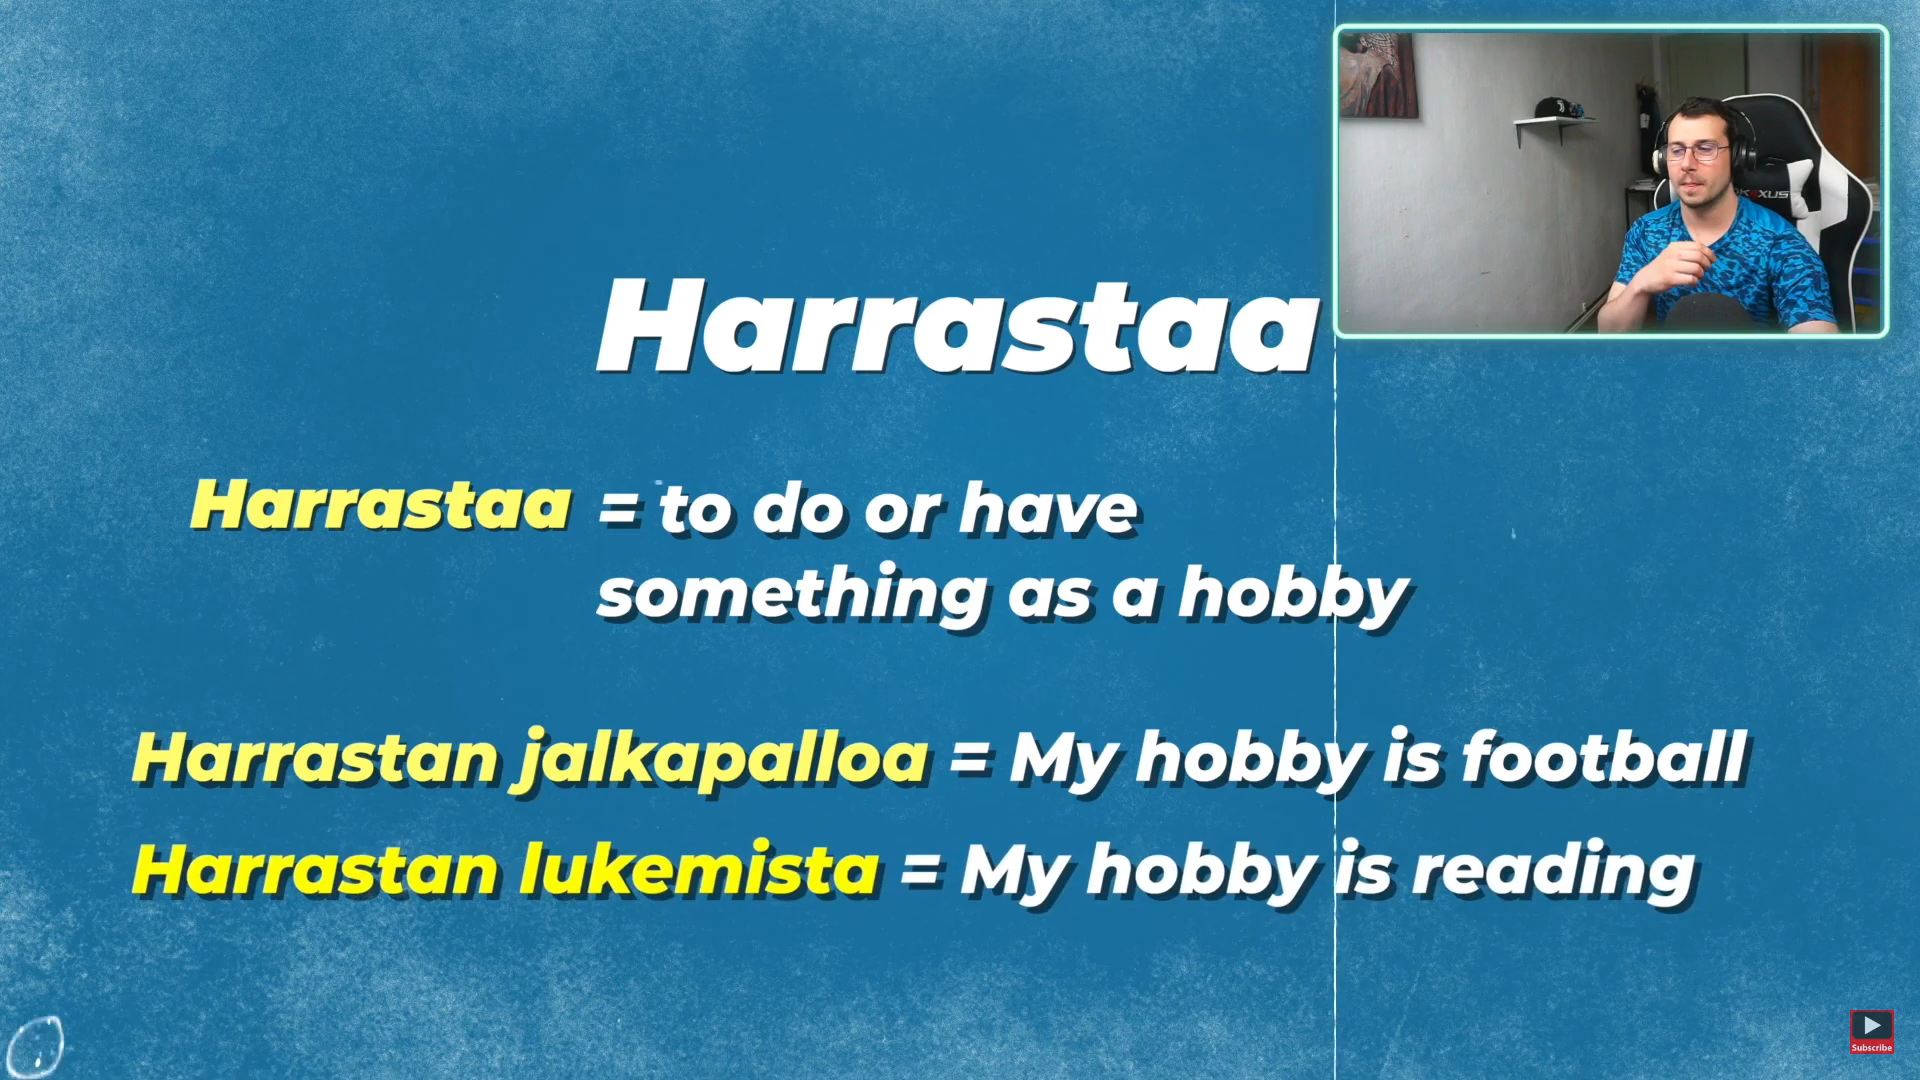 Harrastaa
Harrastaa = to do or have
something as a hobby
Harrastan jalkapalloa = My hobby is football
Harrastan lukemista = My hobby is reading
Subscribe